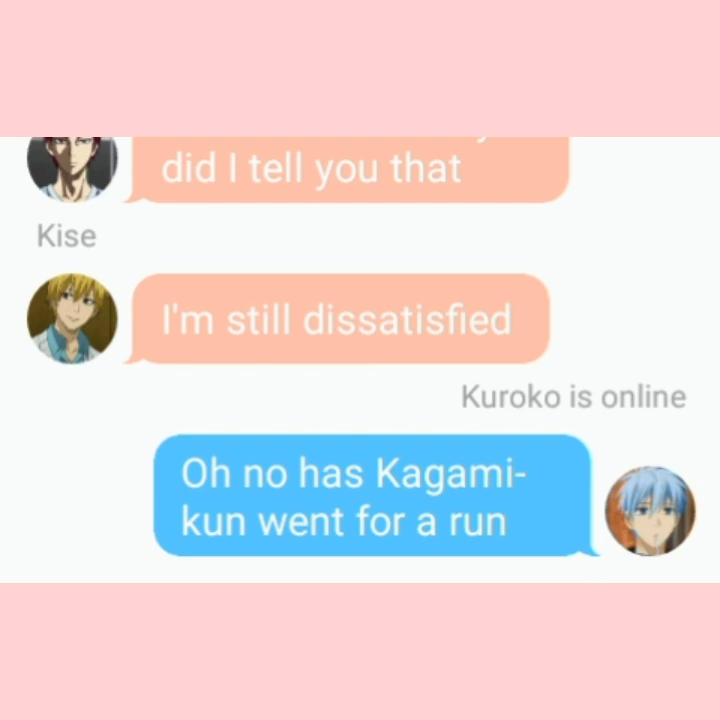 did I tell you that
Kise
I'm still dissatisfied
Kuroko is online
Oh no has Kagami-
kun went for a run